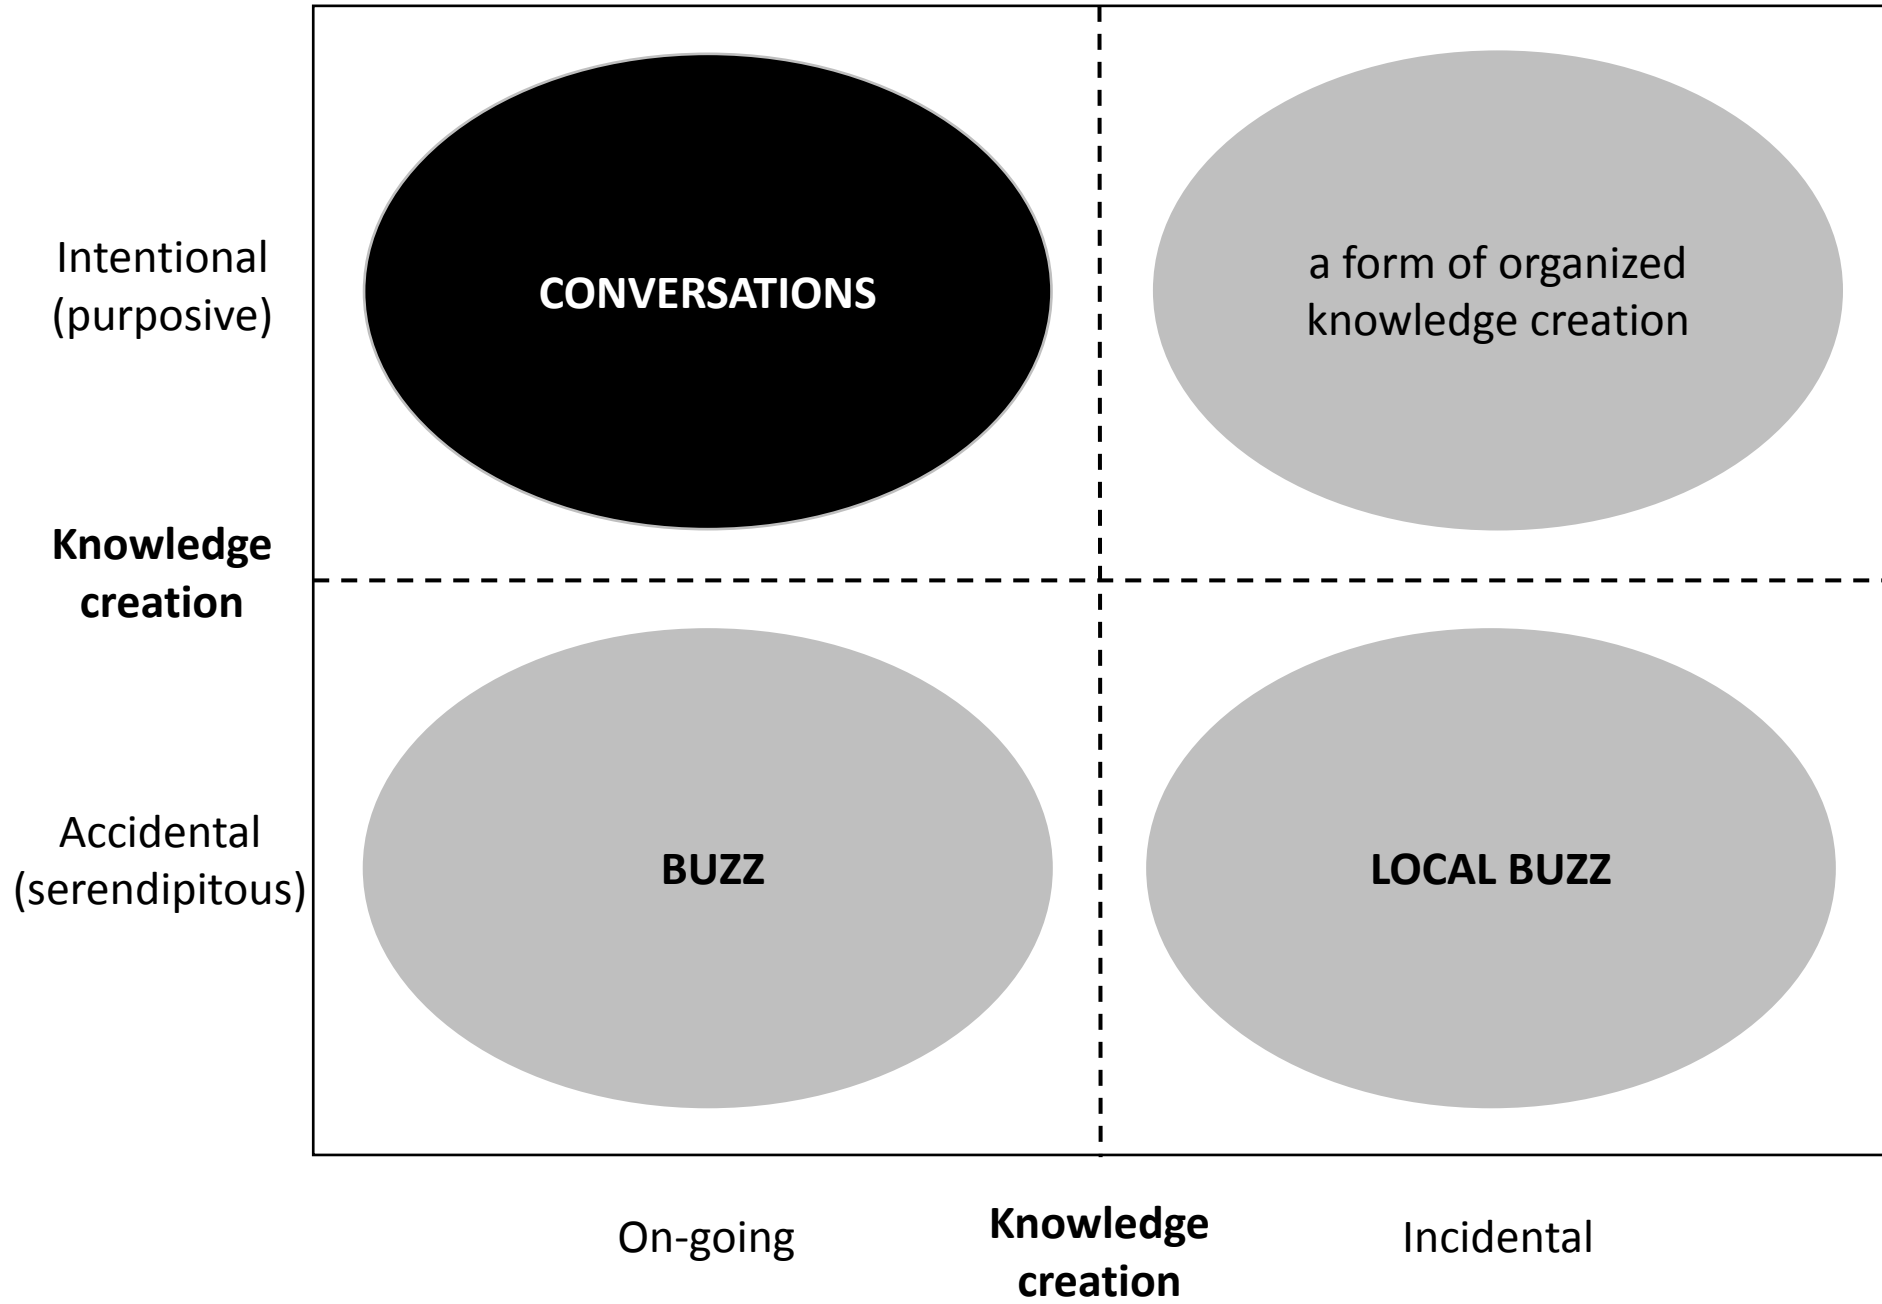 Intentional
(purposive)
CONVERSATIONS
a form of organized
knowledge creation
Knowledge
creation
Accidental
(serendipitous)
BUZZ
LOCAL BUZZ
On-going
Knowledge
creation
Incidental